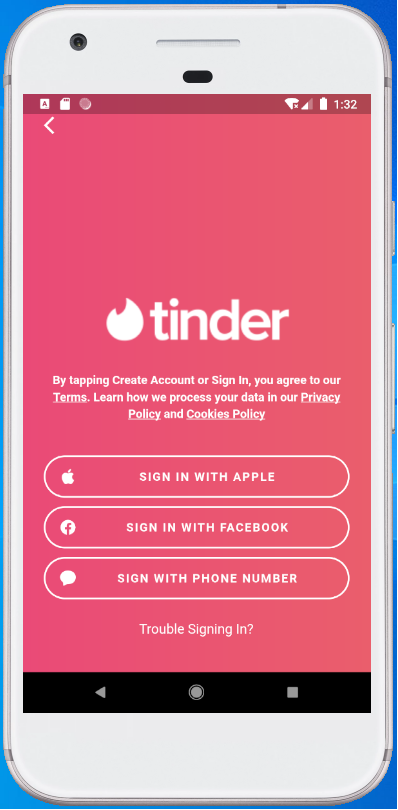 A 1:32
tinder
By tapping Create Account or Sign In, you agree to our
Terms. Learn how we process your data in our Privacy
Policy and Cookies Policy
SIGN IN WITH APPLE
SIGN IN WITH FACEBOOK
SIGN WITH PHONE NUMBER
Trouble Signing In?